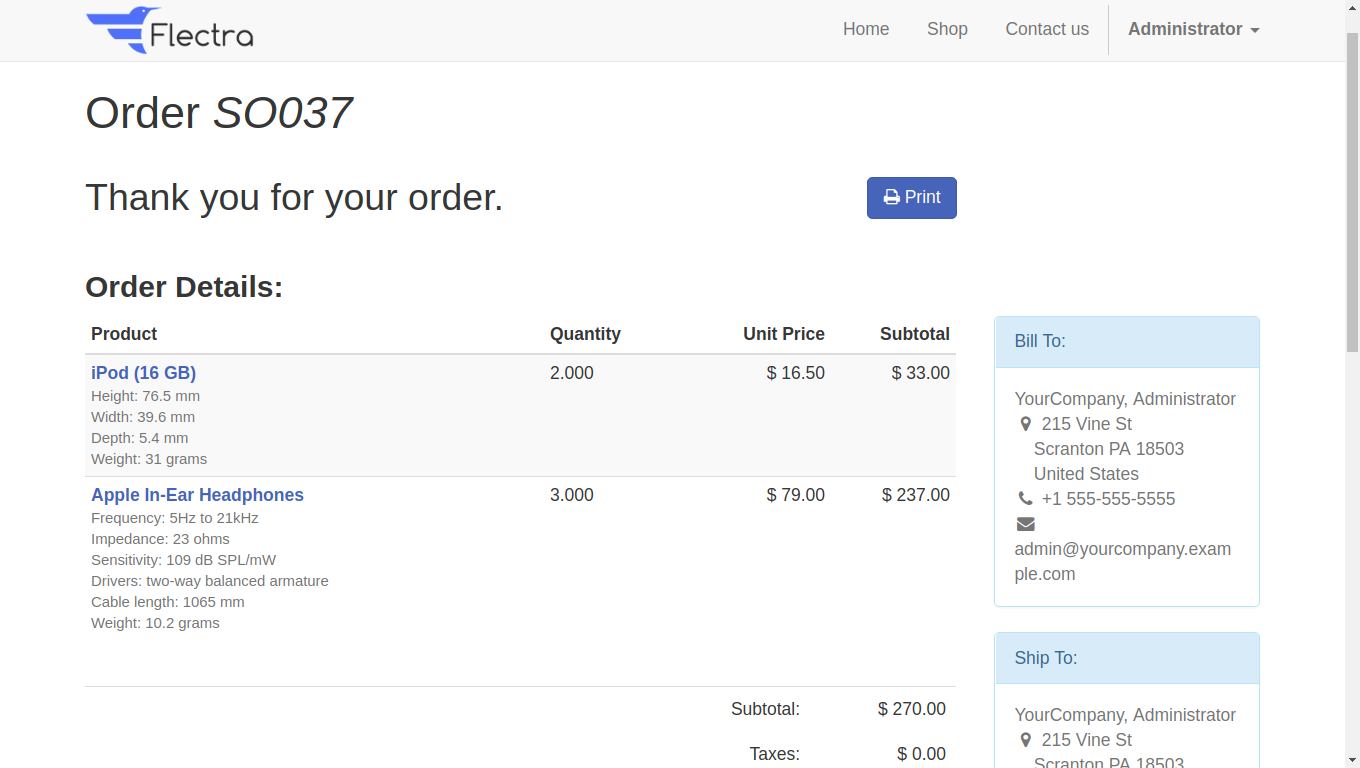 Flectra
Home Shop Contact us Administrator
Order SO037
Thank you for your order.
Print
Order Details:
Product Quantity Unit Price Subtotal
iPod (16 GB) 2.000 $ 16.50 $ 33.00
Height: 76.5 mm
Width: 39.6 mm
Depth: 5.4 mm
Weight: 31 grams
Apple In-Ear Headphones 3.000 $ 79.00 $ 237.00
Frequency: 5Hz to 21kHz
Impedance: 23 ohms
Sensitivity: 109 dB SPL/mW
Drivers: two-way balanced armature
Cable length: 1065 mm
Weight: 10.2 grams
Subtotal: $ 270.00
Taxes: $ 0.00
Bill To:
YourCompany, Administrator
215 Vine St
Scranton PA 18503
United States
+1 555-555-5555
admin@yourcompany.exam
ple.com
Ship To:
YourCompany, Administrator
215 Vine St
Scranton PA 18503